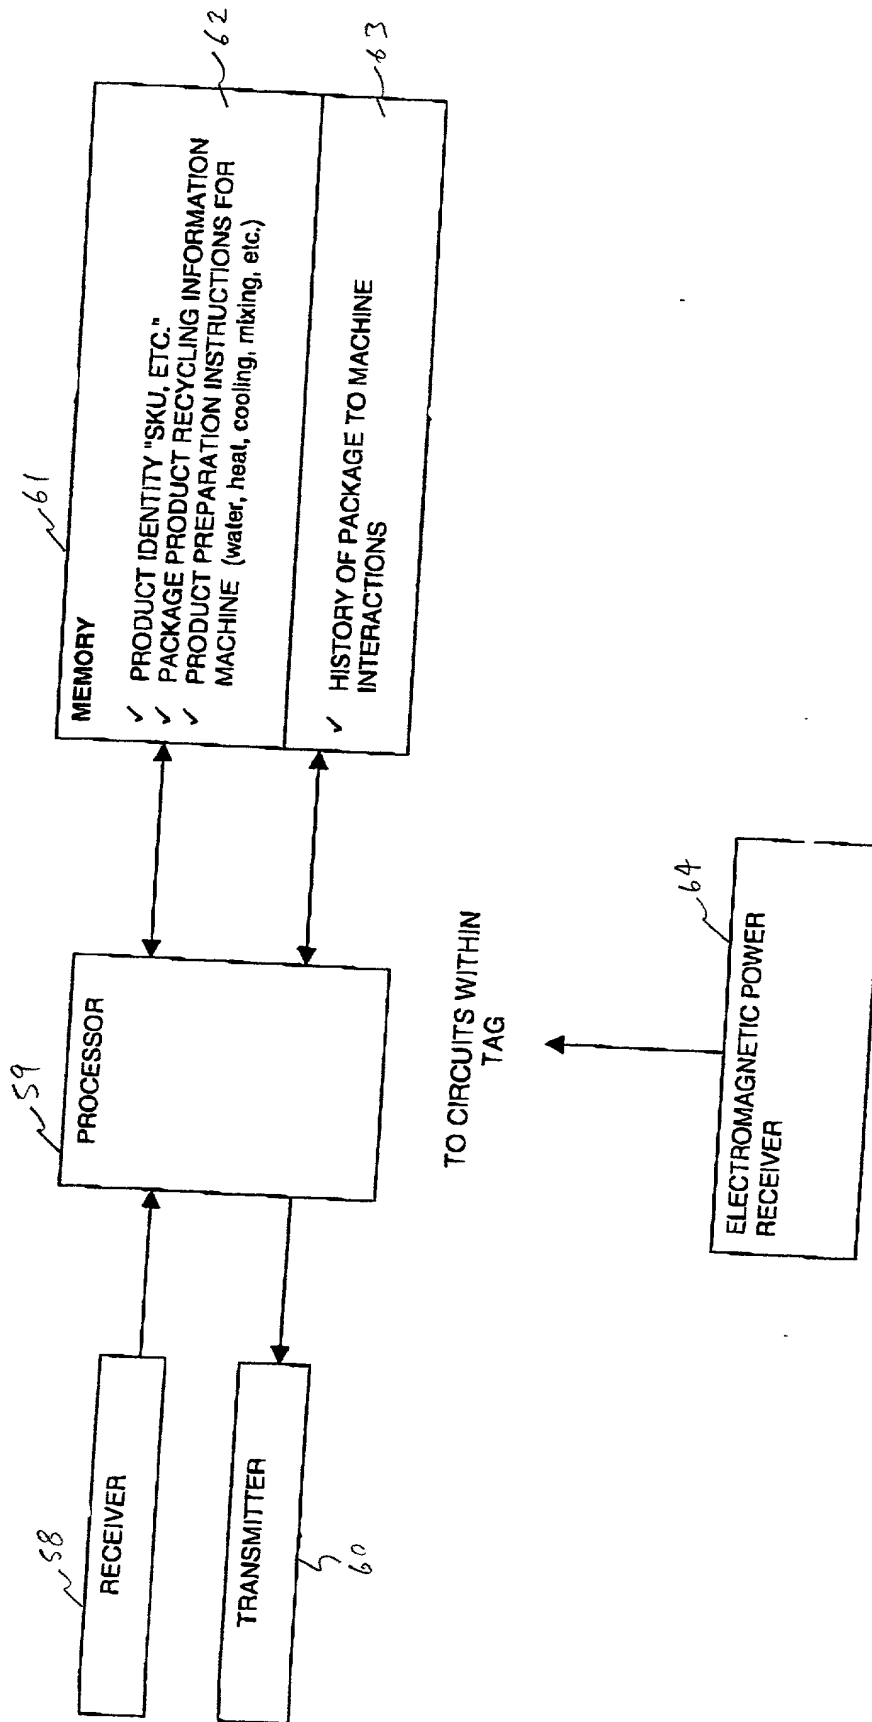 58
RECEIVER
TRANSMITTER
60
59
PROCESSOR
61
MEMORY
✓ PRODUCT IDENTITY "SKU, ETC."
✓ PACKAGE PRODUCT RECYCLING INFORMATION
✓ PRODUCT PREPARATION INSTRUCTIONS FOR
MACHINE (water, heat, cooling, mixing, etc.)
62
✓ HISTORY OF PACKAGE TO MACHINE
INTERACTIONS
63
TO CIRCUITS WITHIN
TAG
64
ELECTROMAGNETIC POWER
RECEIVER